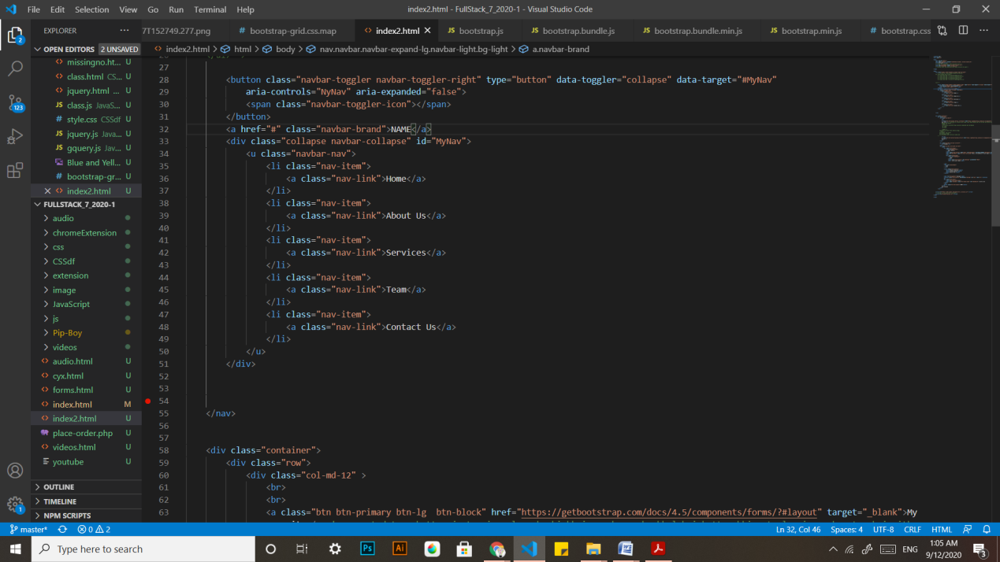 File Edit Selection View Go Run Terminal Help
index2.html - FullStack_7_2020-1 - Visual Studio Code
EXPLORER
7T152749.277.png
bootstrap-grid.css.map
index2.html
bootstrap.js
bootstrap.bundle.js
bootstrap.bundle.min.js
bootstrap.min.js
bootstrap.css
OPEN EDITORS 2 UNSAVED
index2.html > html > body > nav.navbar.navbar-expand-lg.navbar-light.bg-light > a.navbar-brand
missingno.ht... U
class.html CS... U
jquery.html ... U
class.js JavaS... U
style.css CSSdf U
jquery.js Java... U
gquery.js Jav... U
Blue and Yell... U
bootstrap-gr... U
index2.html U
FULLSTACK_7_2020-1
audio
chromeExtension
css
CSSdf
extension
image
JavaScript
js
Pip-Boy
videos
audio.html U
cyx.html U
forms.html U
index.html M
index2.html U
place-order.php U
videos.html U
youtube U
OUTLINE
TIMELINE
NPM SCRIPTS
27
28 <button class="navbar-toggler navbar-toggler-right" type="button" data-toggler="collapse" data-target="#MyNav"
29 aria-controls="NyNav" aria-expanded="false">
30 <span class="navbar-toggler-icon"></span>
31 </button>
32 <a href="#" class="navbar-brand">NAME</a>
33 <div class="collapse navbar-collapse" id="MyNav">
34 <u class="navbar-nav">
35 <li class="nav-item">
36 <a class="nav-link">Home</a>
37 </li>
38 <li class="nav-item">
39 <a class="nav-link">About Us</a>
40 </li>
41 <li class="nav-item">
42 <a class="nav-link">Services</a>
43 </li>
44 <li class="nav-item">
45 <a class="nav-link">Team</a>
46 </li>
47 <li class="nav-item">
48 <a class="nav-link">Contact Us</a>
49 </li>
50 </u>
51 </div>
52
53
54
55 </nav>
56
57
58 <div class="container">
59 <div class="row">
60 <div class="col-md-12" >
61 <br>
62 <br>
63 <a class="btn btn-primary btn-lg  btn-block" href="https://getbootstrap.com/docs/4.5/components/forms/?#layout" target="_blank">My
2
123
1
master* 0 2
Ln 32, Col 46 Spaces: 4 UTF-8 CRLF HTML
Type here to search
Ps
Ai
ENG
1:05 AM
9/12/2020
3